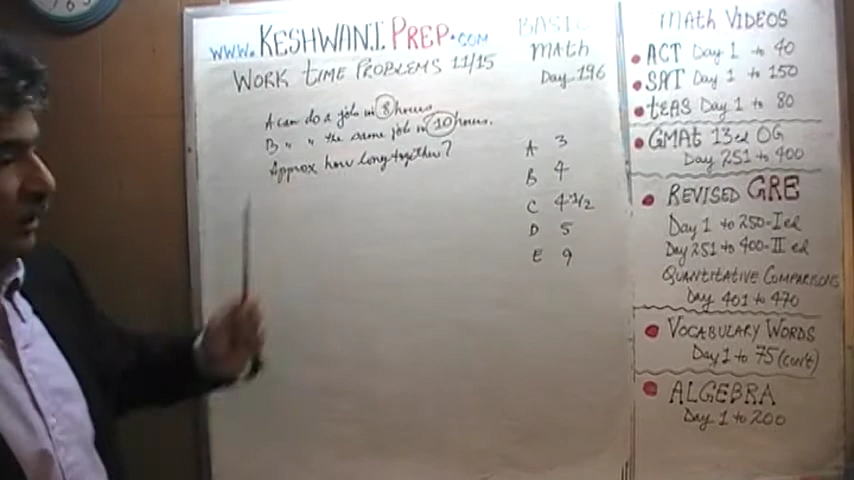 www.KESHWANI PREP.com
WORK TIME PROBLEMS 11/15
A can do a job in 8 hours
B " " the same job in 10 hours.
Approx how long together?
BASIC
Math
Day 196
A 3
B 4
C 4 1/2
D 5
E 9
MATH VIDEOS
ACT Day 1 to 40
SAT Day 1 to 150
tEAS Day 1 to 80
GMAt 13ed OG
Day 251 to 400
REVISED GRE
Day 1 to 250-I ed
Day 251 to 400-II ed
QUANTITATIVE COMPARISONS
Day 401 to 470
VOCABULARY WORDS
Day 1 to 75
ALGEBRA
Day 1 to 200